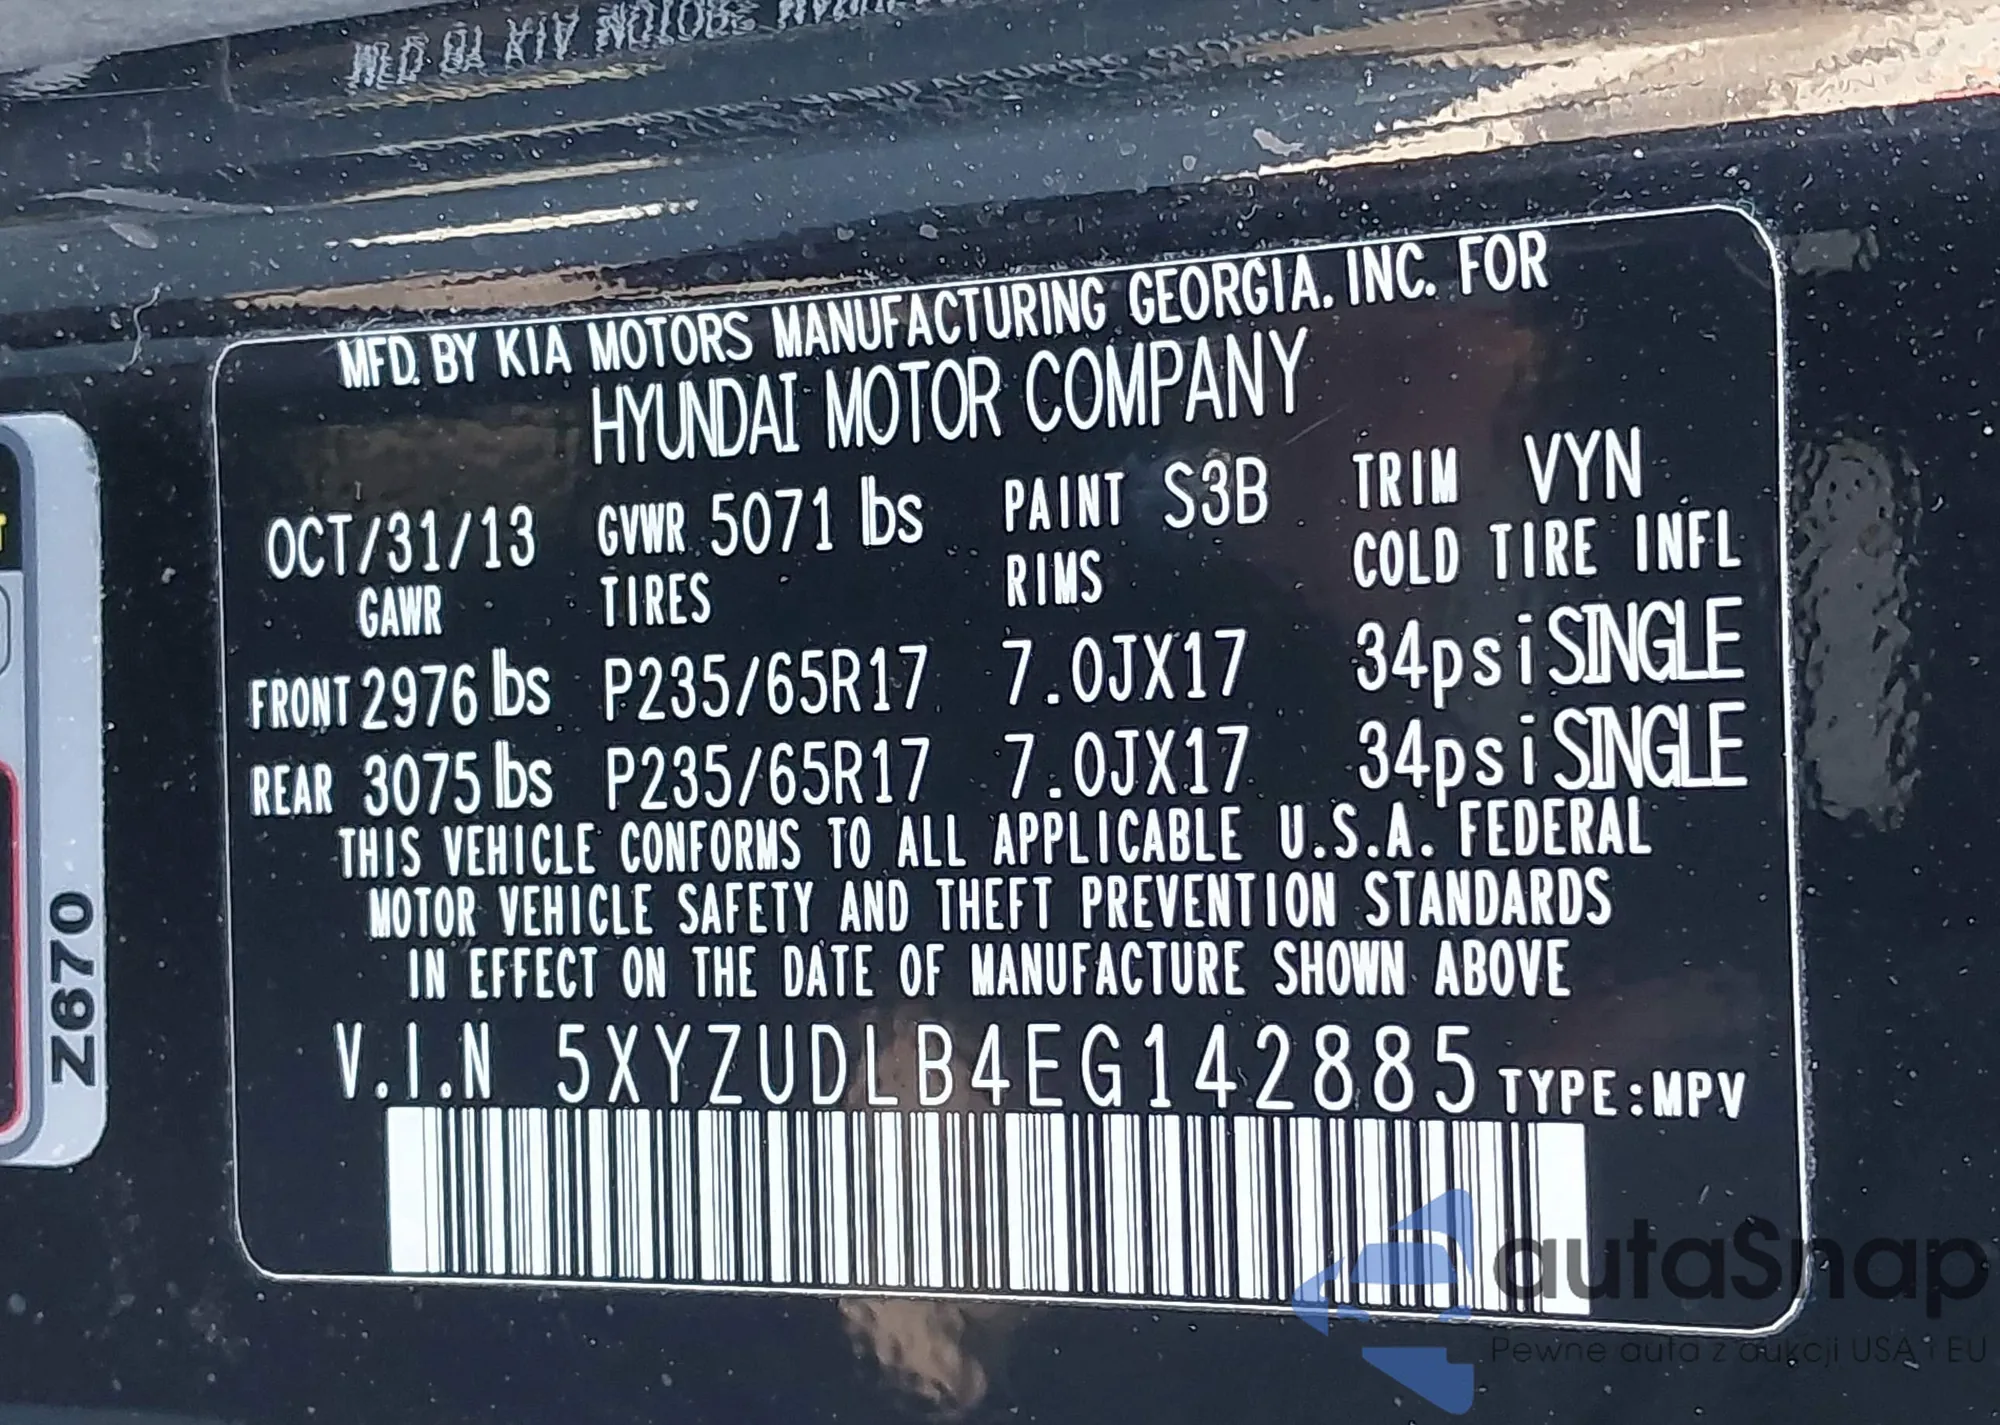 MFD. BY KIA MOTORS MANUFACTURING GEORGIA. INC. FOR
HYUNDAI MOTOR COMPANY
OCT/31/13 GVWR 5071 lbs PAINT S3B TRIM VYN
GAWR TIRES RIMS COLD TIRE INFL
FRONT 2976 lbs P235/65R17 7.0JX17 34psi SINGLE
REAR 3075 lbs P235/65R17 7.0JX17 34psi SINGLE
THIS VEHICLE CONFORMS TO ALL APPLICABLE U.S.A. FEDERAL
MOTOR VEHICLE SAFETY AND THEFT PREVENTION STANDARDS
IN EFFECT ON THE DATE OF MANUFACTURE SHOWN ABOVE
V.I.N 5XYZUDLB4EG142885 TYPE:MPV
Z670
autaSnap
Pewne auta z aukcji USA i EU